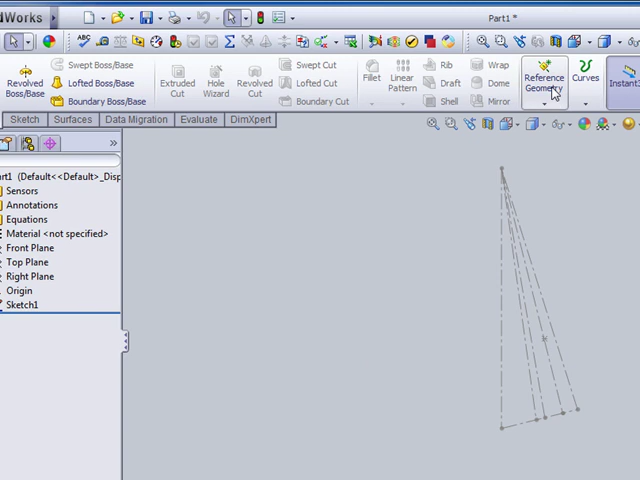 dWorks
Part1 *
ABC
Revolved
Boss/Base
Swept Boss/Base
Lofted Boss/Base
Boundary Boss/Base
Extruded
Cut
Hole
Wizard
Revolved
Cut
Swept Cut
Lofted Cut
Boundary Cut
Fillet
Linear
Pattern
Rib
Draft
Shell
Wrap
Dome
Mirror
Reference
Geometry
Curves
Instant3
Sketch
Surfaces
Data Migration
Evaluate
DimXpert
art1 (Default<<Default>_Disp
Sensors
Annotations
Equations
Material <not specified>
Front Plane
Top Plane
Right Plane
Origin
Sketch1